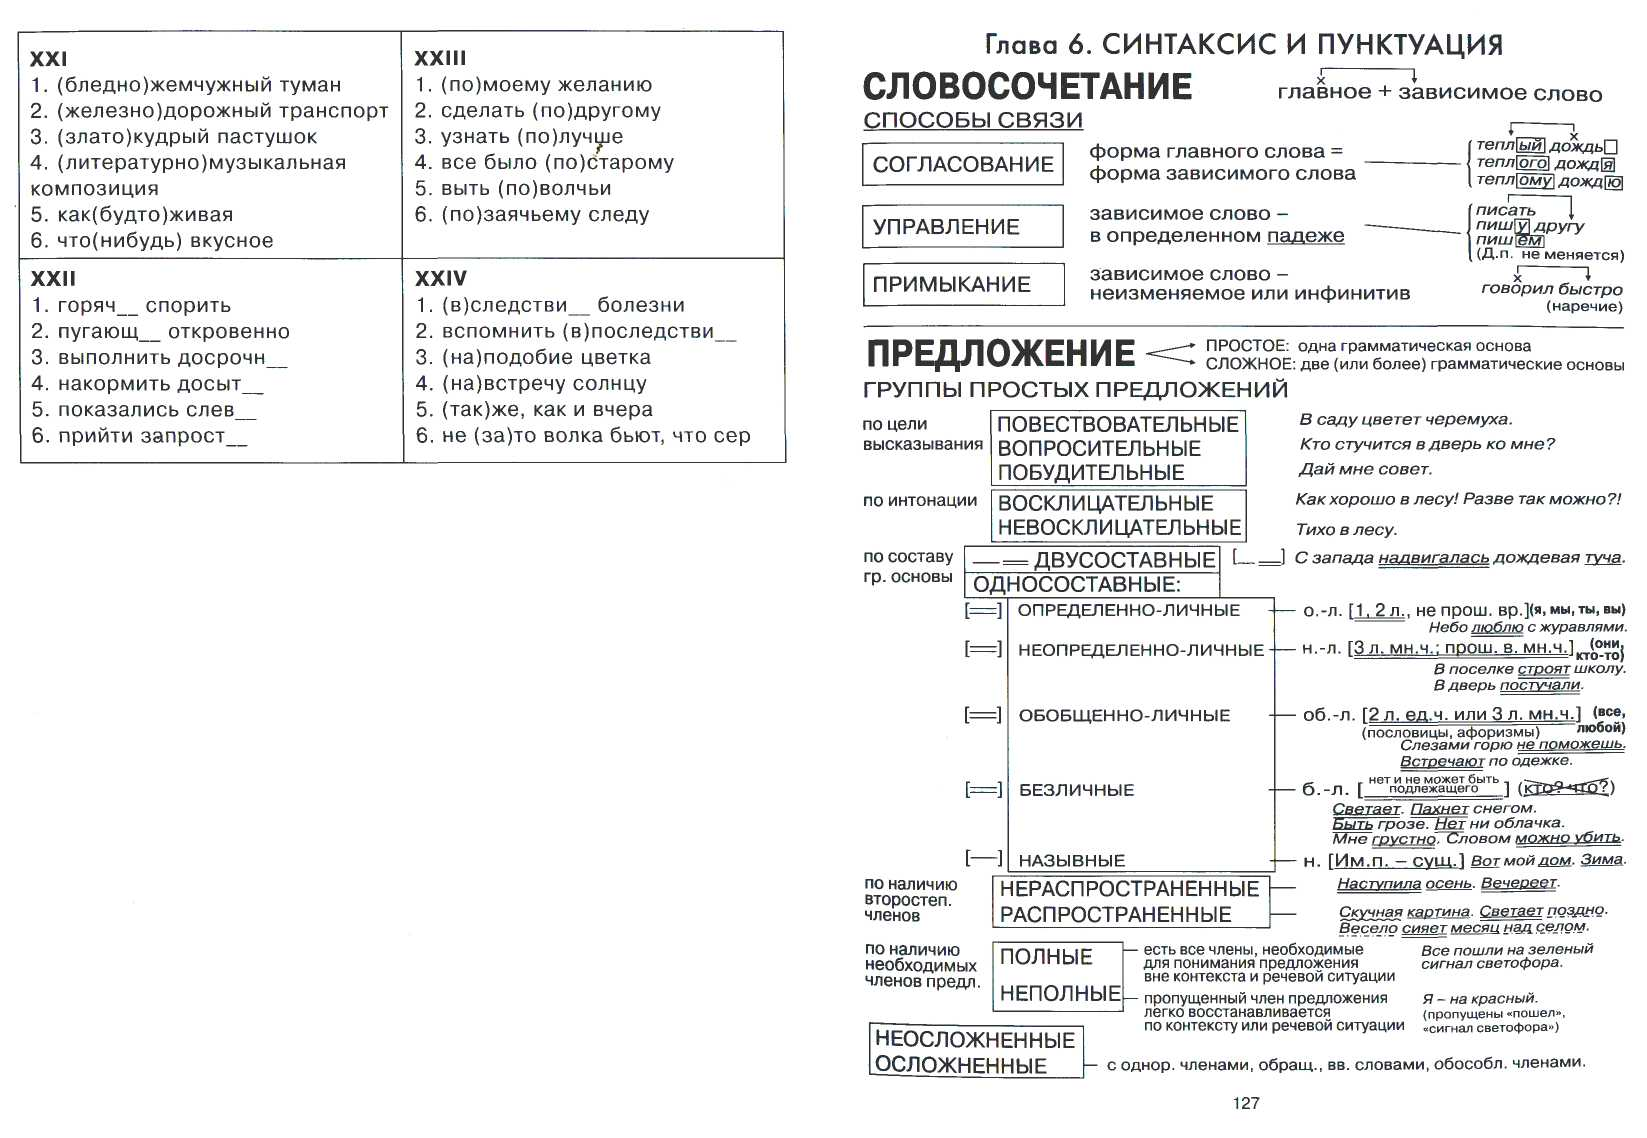 XXI
1. (бледно)жемчужный туман
2. (железно)дорожный транспорт
3. (злато)кудрый пастушок
4. (литературно)музыкальная
композиция
5. как(будто)живая
6. что(нибудь) вкусное
XXIII
1. (по)моему желанию
2. сделать (по)другому
3. узнать (по)лучше
4. все было (по)старому
5. выть (по)волчьи
6. (по)заячьему следу
XXII
1. горяч__ спорить
2. пугающ__ откровенно
3. выполнить досрочн__
4. накормить досыт__
5. показались слев__
6. прийти запрост__
XXIV
1. (в)следстви__ болезни
2. вспомнить (в)последстви__
3. (на)подобие цветка
4. (на)встречу солнцу
5. (так)же, как и вчера
6. не (за)то волка бьют, что сер
Глава 6. СИНТАКСИС И ПУНКТУАЦИЯ
СЛОВОСОЧЕТАНИЕ
х
главное + зависимое слово
СПОСОБЫ СВЯЗИ
СОГЛАСОВАНИЕ
форма главного слова =
форма зависимого слова
х
теплый дождь
теплого дождя
теплому дождю
УПРАВЛЕНИЕ
зависимое слово –
в определенном падеже
писать
пишу другу
пишем
(Д.п. не меняется)
ПРИМЫКАНИЕ
зависимое слово –
неизменяемое или инфинитив
х
говорил быстро
(наречие)
ПРЕДЛОЖЕНИЕ
ПРОСТОЕ: одна грамматическая основа
СЛОЖНОЕ: две (или более) грамматические основы
ГРУППЫ ПРОСТЫХ ПРЕДЛОЖЕНИЙ
по цели
высказывания
ПОВЕСТВОВАТЕЛЬНЫЕ
ВОПРОСИТЕЛЬНЫЕ
ПОБУДИТЕЛЬНЫЕ
В саду цветет черемуха.
Кто стучится в дверь ко мне?
Дай мне совет.
по интонации
ВОСКЛИЦАТЕЛЬНЫЕ
НЕВОСКЛИЦАТЕЛЬНЫЕ
Как хорошо в лесу! Разве так можно?!
Тихо в лесу.
по составу
гр. основы
ДВУСОСТАВНЫЕ
С запада надвигалась дождевая туча.
ОДНОСОСТАВНЫЕ:
ОПРЕДЕЛЕННО-ЛИЧНЫЕ
о.-л. [1, 2 л., не прош. вр.](я, мы, ты, вы)
Небо люблю с журавлями.
НЕОПРЕДЕЛЕННО-ЛИЧНЫЕ
н.-л. [3 л. мн.ч.; прош. в. мн.ч.] (они, кто-то)
В поселке строят школу.
В дверь постучали.
ОБОБЩЕННО-ЛИЧНЫЕ
об.-л. [2 л. ед.ч. или 3 л. мн.ч.] (все, любой)
(пословицы, афоризмы)
Слезами горю не поможешь.
Встречают по одежке.
БЕЗЛИЧНЫЕ
б.-л. [нет и не может быть подлежащего] (кто? что?)
Светает. Пахнет снегом.
Быть грозе. Нет ни облачка.
Мне грустно. Словом можно убить.
НАЗЫВНЫЕ
н. [Им.п. – сущ.] Вот мой дом. Зима.
по наличию
второстеп.
членов
НЕРАСПРОСТРАНЕННЫЕ
РАСПРОСТРАНЕННЫЕ
Наступила осень. Вечереет.
Скучная картина. Светает поздно.
Весело сияет месяц над селом.
по наличию
необходимых
членов предл.
ПОЛНЫЕ
есть все члены, необходимые
для понимания предложения
вне контекста и речевой ситуации
Все пошли на зеленый
сигнал светофора.
НЕПОЛНЫЕ
пропущенный член предложения
легко восстанавливается
по контексту или речевой ситуации
Я – на красный.
(пропущены «пошел»,
«сигнал светофора»)
НЕОСЛОЖНЕННЫЕ
ОСЛОЖНЕННЫЕ
с однор. членами, обращ., вв. словами, обособл. членами.
127